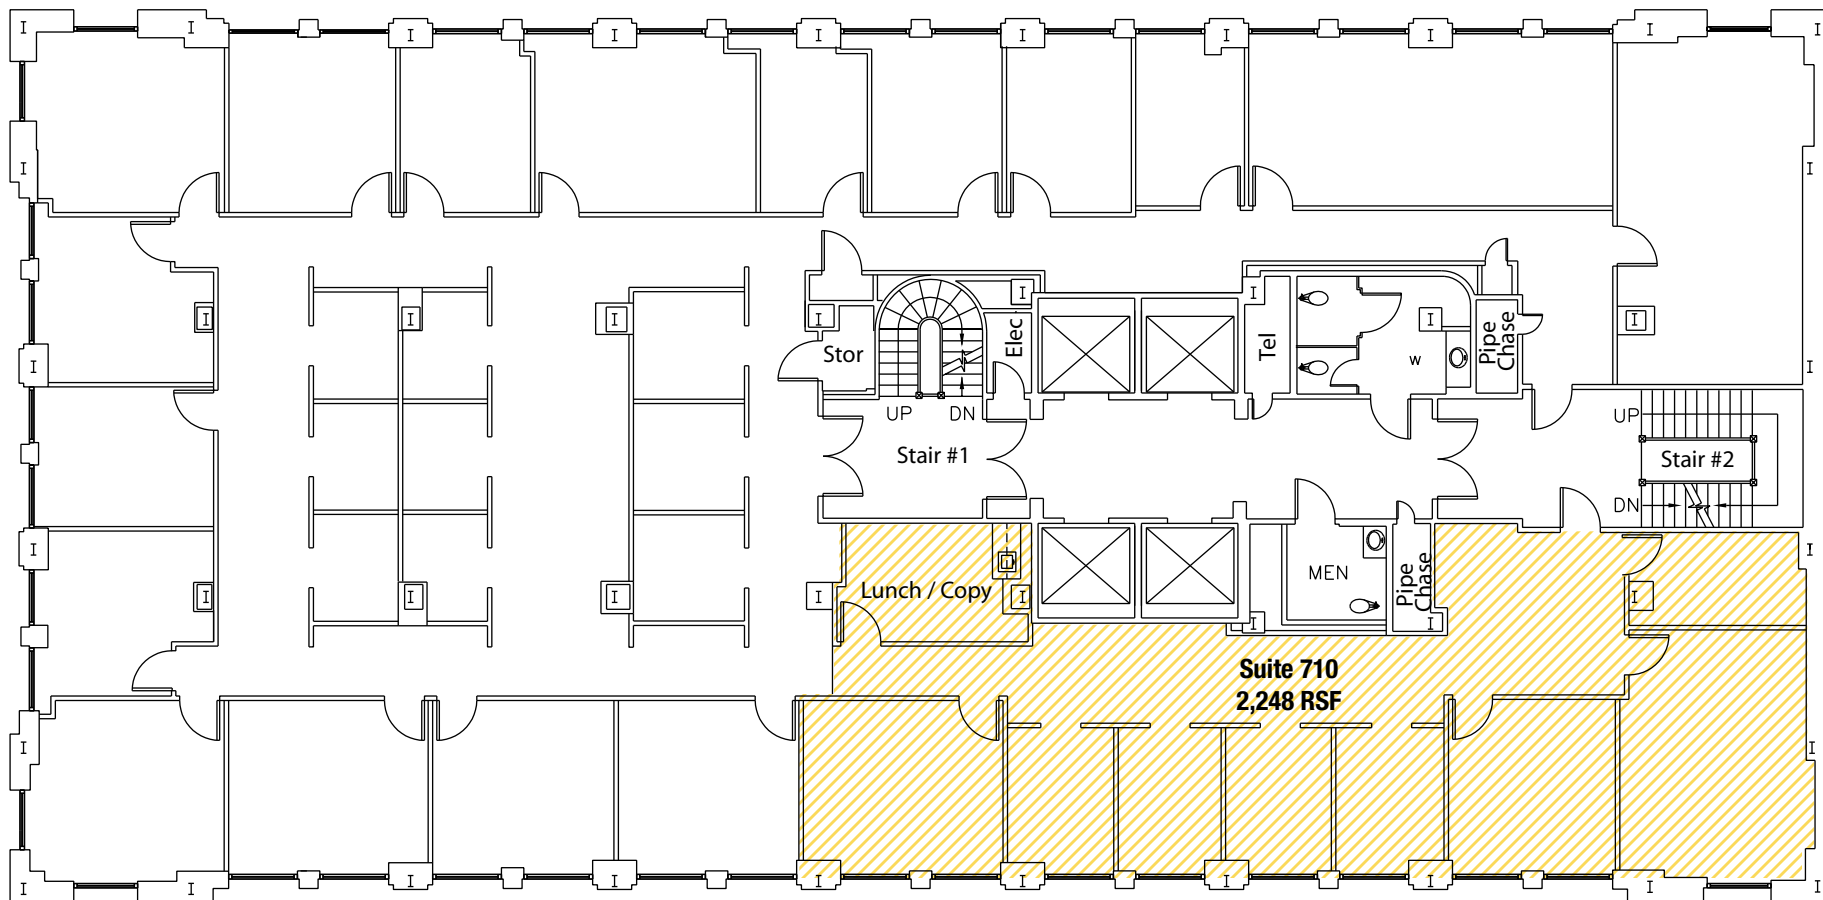 Stor
Elec
Tel
W
Pipe
Chase
UP
DN
Stair #1
UP
Stair #2
DN
Lunch / Copy
MEN
Pipe
Chase
Suite 710
2,248 RSF